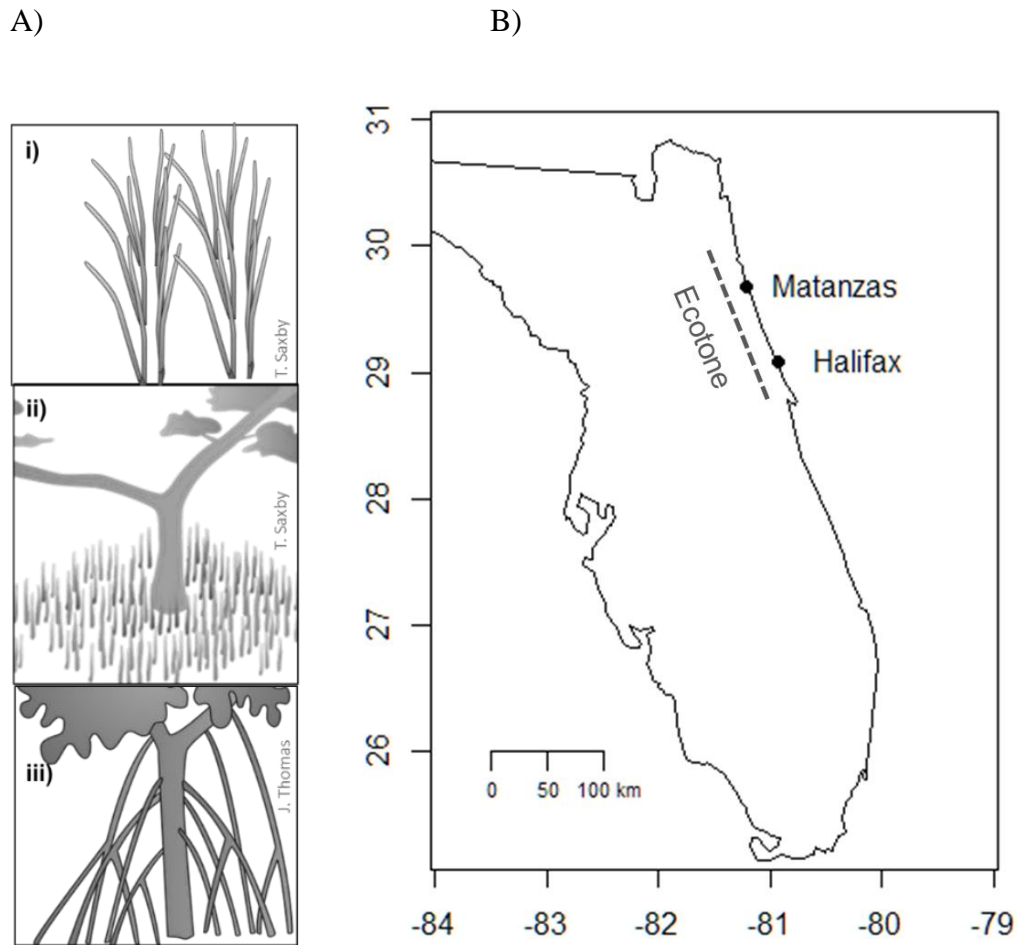 A)
B)
i)
T. Saxby
ii)
T. Saxby
iii)
J. Thomas
31
30
29
28
27
26
Matanzas
Halifax
Ecotone
0 50 100 km
-84 -83 -82 -81 -80 -79